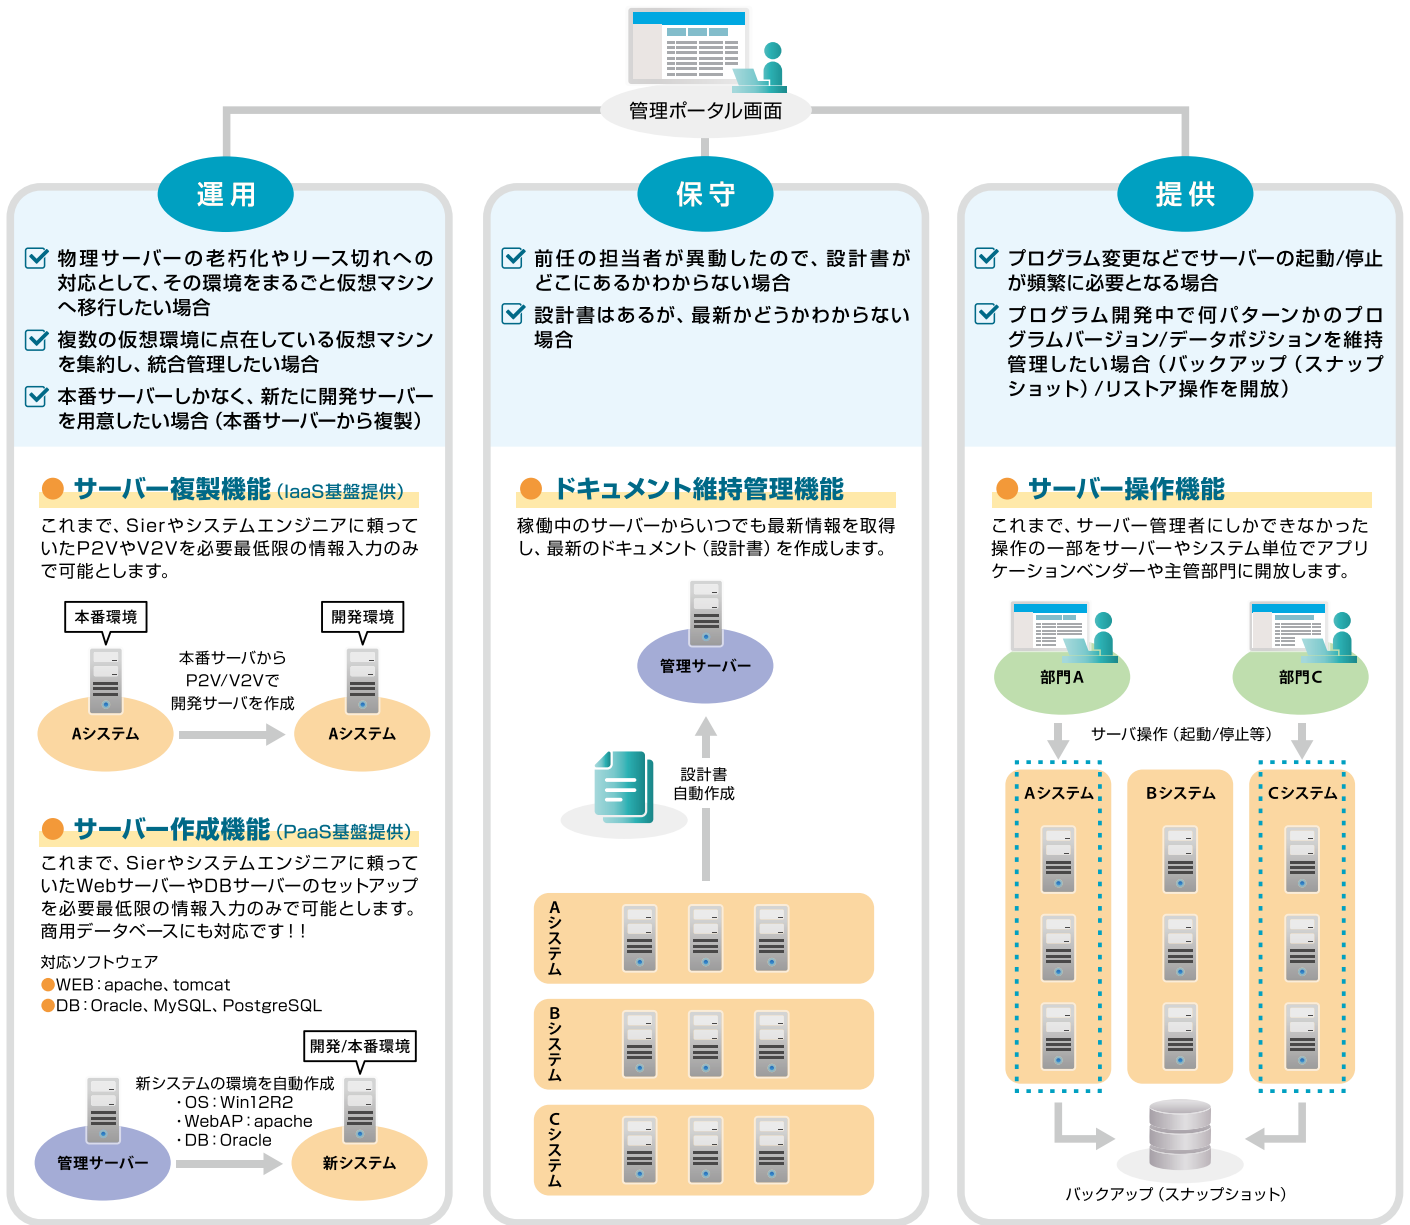 管理ポータル画面
運用
物理サーバーの老朽化やリース切れへの
対応として、その環境をまるごと仮想マシン
へ移行したい場合
複数の仮想環境に点在している仮想マシン
を集約し、統合管理したい場合
本番サーバーしかなく、新たに開発サーバー
を用意したい場合（本番サーバーから複製）
サーバー複製機能（IaaS基盤提供）
これまで、Sierやシステムエンジニアに頼って
いたP2VやV2Vを必要最低限の情報入力のみ
で可能とします。
本番環境
開発環境
本番サーバから
P2V/V2Vで
開発サーバを作成
Aシステム
Aシステム
サーバー作成機能（PaaS基盤提供）
これまで、Sierやシステムエンジニアに頼って
いたWebサーバーやDBサーバーのセットアップ
を必要最低限の情報入力のみで可能とします。
商用データベースにも対応です！！
対応ソフトウェア
●WEB：apache、tomcat
●DB：Oracle、MySQL、PostgreSQL
開発/本番環境
新システムの環境を自動作成
・OS：Win12R2
・WebAP：apache
・DB：Oracle
管理サーバー
新システム
保守
前任の担当者が異動したので、設計書が
どこにあるかわからない場合
設計書はあるが、最新かどうかわからない
場合
ドキュメント維持管理機能
稼働中のサーバーからいつでも最新情報を取得
し、最新のドキュメント（設計書）を作成します。
管理サーバー
設計書
自動作成
Aシステム
Bシステム
Cシステム
提供
プログラム変更などでサーバーの起動/停止
が頻繁に必要となる場合
プログラム開発中で何パターンかのプロ
グラムバージョン/データポジションを維持
管理したい場合（バックアップ（スナップ
ショット）/リストア操作を開放）
サーバー操作機能
これまで、サーバー管理者にしかできなかった
操作の一部をサーバーやシステム単位でアプリ
ケーションベンダーや主管部門に開放します。
部門A
部門C
サーバ操作（起動/停止等）
Aシステム
Bシステム
Cシステム
バックアップ（スナップショット）